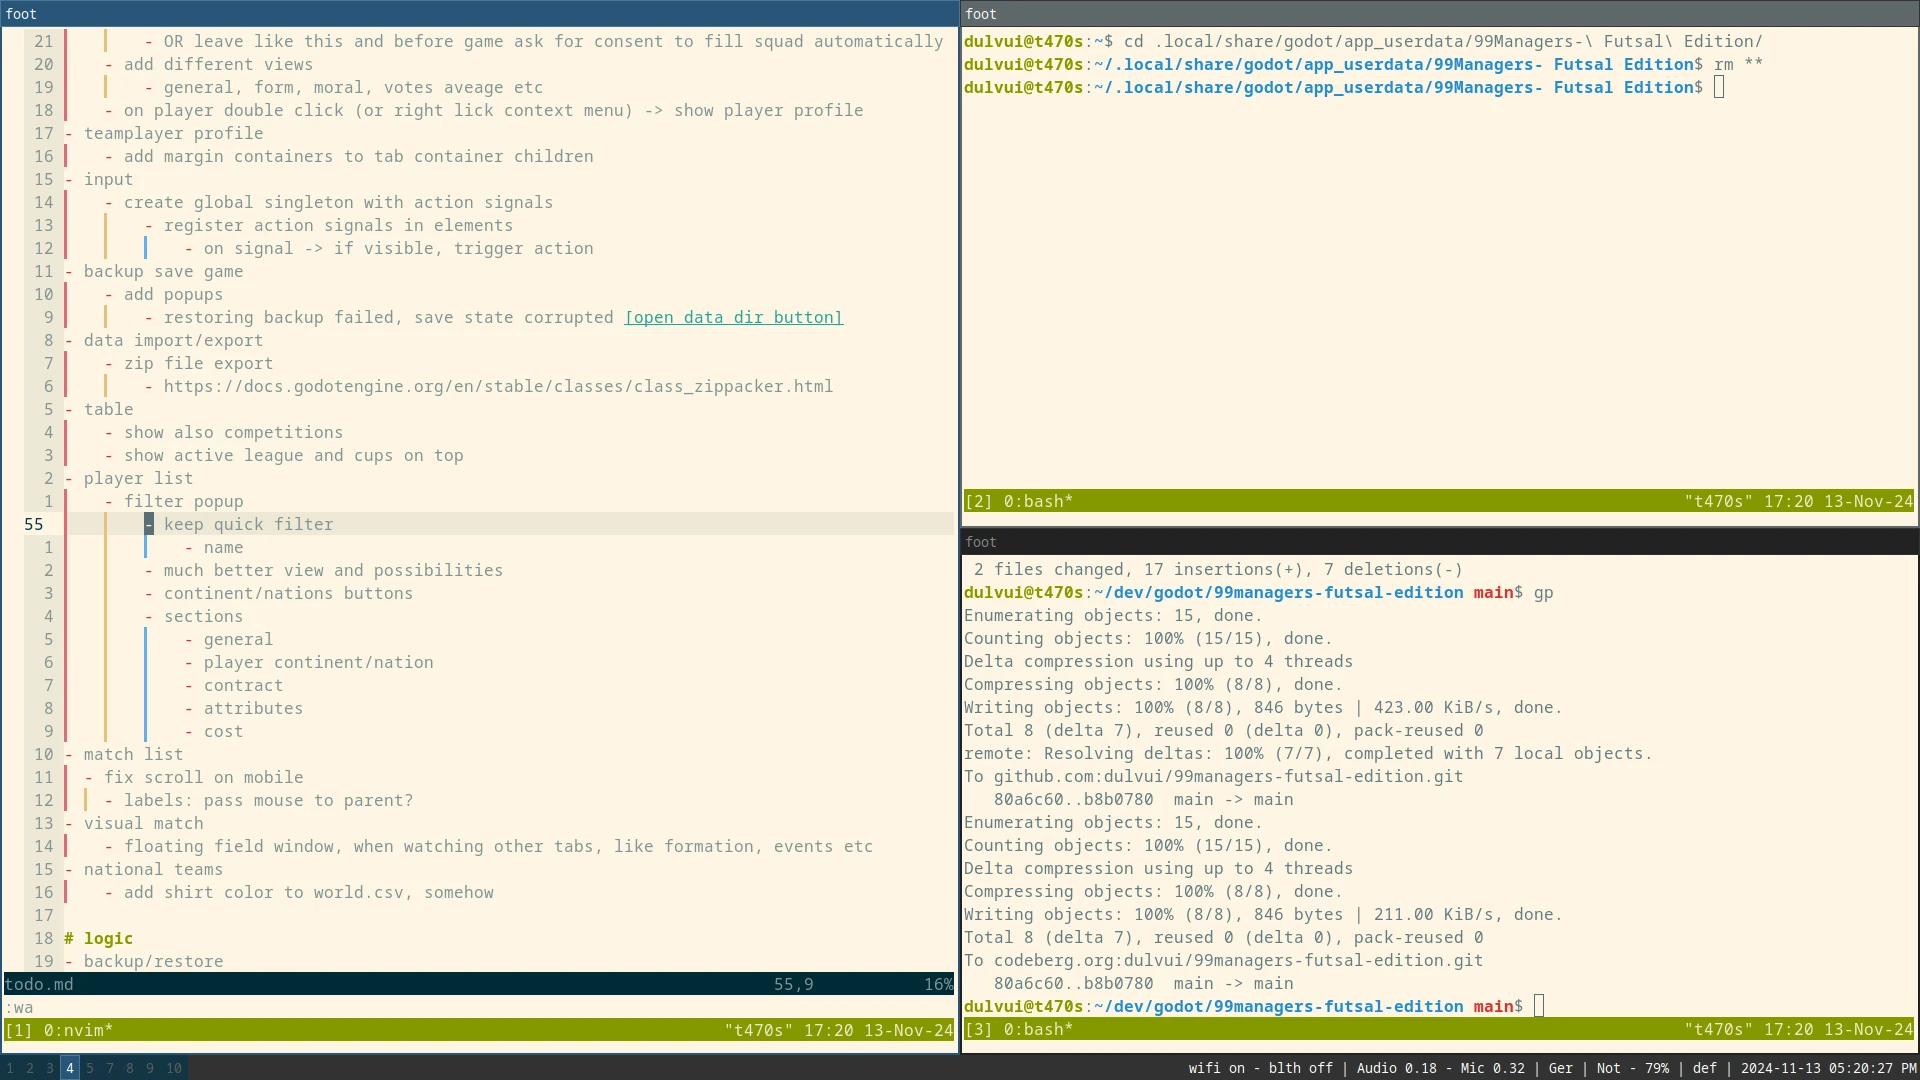 foot
21 - OR leave like this and before game ask for consent to fill squad automatically
20 - add different views
19 - general, form, moral, votes aveage etc
18 - on player double click (or right lick context menu) -> show player profile
17 - teamplayer profile
16 - add margin containers to tab container children
15 - input
14 - create global singleton with action signals
13 - register action signals in elements
12 - on signal -> if visible, trigger action
11 - backup save game
10 - add popups
9 - restoring backup failed, save state corrupted [open data dir button]
8 - data import/export
7 - zip file export
6 - https://docs.godotengine.org/en/stable/classes/class_zippacker.html
5 - table
4 - show also competitions
3 - show active league and cups on top
2 - player list
1 - filter popup
55 - keep quick filter
1 - name
2 - much better view and possibilities
3 - continent/nations buttons
4 - sections
5 - general
6 - player continent/nation
7 - contract
8 - attributes
9 - cost
10 - match list
11 - fix scroll on mobile
12 - labels: pass mouse to parent?
13 - visual match
14 - floating field window, when watching other tabs, like formation, events etc
15 - national teams
16 - add shirt color to world.csv, somehow
17
18 # logic
19 - backup/restore
todo.md 55,9 16%
:wa
[1] 0:nvim* "t470s" 17:20 13-Nov-24
foot
dulvui@t470s:~$ cd .local/share/godot/app_userdata/99Managers-\ Futsal\ Edition/
dulvui@t470s:~/.local/share/godot/app_userdata/99Managers- Futsal Edition$ rm **
dulvui@t470s:~/.local/share/godot/app_userdata/99Managers- Futsal Edition$
[2] 0:bash* "t470s" 17:20 13-Nov-24
foot
2 files changed, 17 insertions(+), 7 deletions(-)
dulvui@t470s:~/dev/godot/99managers-futsal-edition main$ gp
Enumerating objects: 15, done.
Counting objects: 100% (15/15), done.
Delta compression using up to 4 threads
Compressing objects: 100% (8/8), done.
Writing objects: 100% (8/8), 846 bytes | 423.00 KiB/s, done.
Total 8 (delta 7), reused 0 (delta 0), pack-reused 0
remote: Resolving deltas: 100% (7/7), completed with 7 local objects.
To github.com:dulvui/99managers-futsal-edition.git
80a6c60..b8b0780 main -> main
Enumerating objects: 15, done.
Counting objects: 100% (15/15), done.
Delta compression using up to 4 threads
Compressing objects: 100% (8/8), done.
Writing objects: 100% (8/8), 846 bytes | 211.00 KiB/s, done.
Total 8 (delta 7), reused 0 (delta 0), pack-reused 0
To codeberg.org:dulvui/99managers-futsal-edition.git
80a6c60..b8b0780 main -> main
dulvui@t470s:~/dev/godot/99managers-futsal-edition main$
[3] 0:bash* "t470s" 17:20 13-Nov-24
1 2 3 4 5 6 7 8 9 10 wifi on - blth off | Audio 0.18 - Mic 0.32 | Ger | Not - 79% | def | 2024-11-13 05:20:27 PM